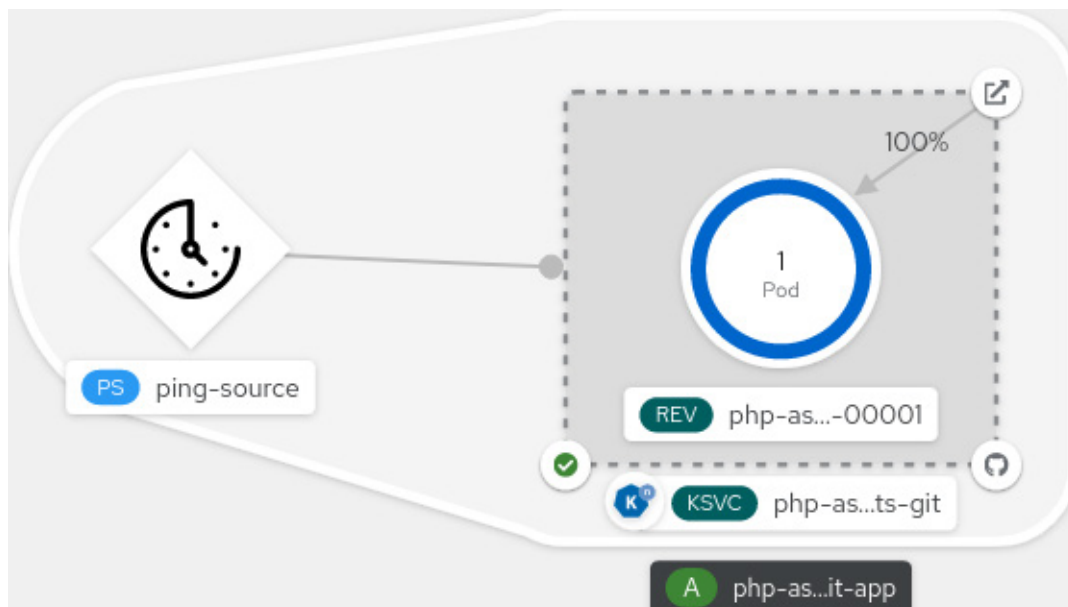 100%
1
Pod
PS ping-source
REV php-as...-00001
K n KSVC php-as...ts-git
A php-as...it-app